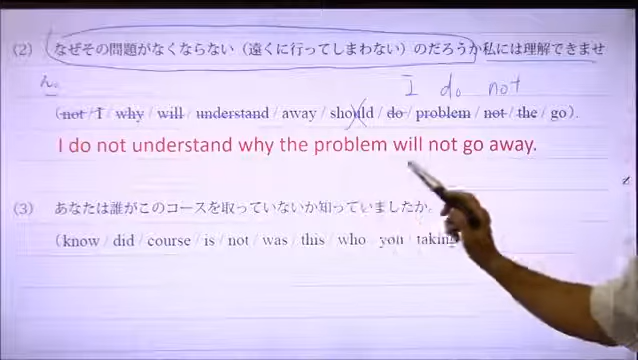 (2) なぜその問題がなくならない（遠くに行ってしまわない）のだろうか私には理解できませ
ん。 I do not
(not / I / why / will / understand / away / should / do / problem / not / the / go).
I do not understand why the problem will not go away.
(3) あなたは誰がこのコースを取っていないか知っていましたか。
(know / did / course / is / not / was / this / who / you / taking